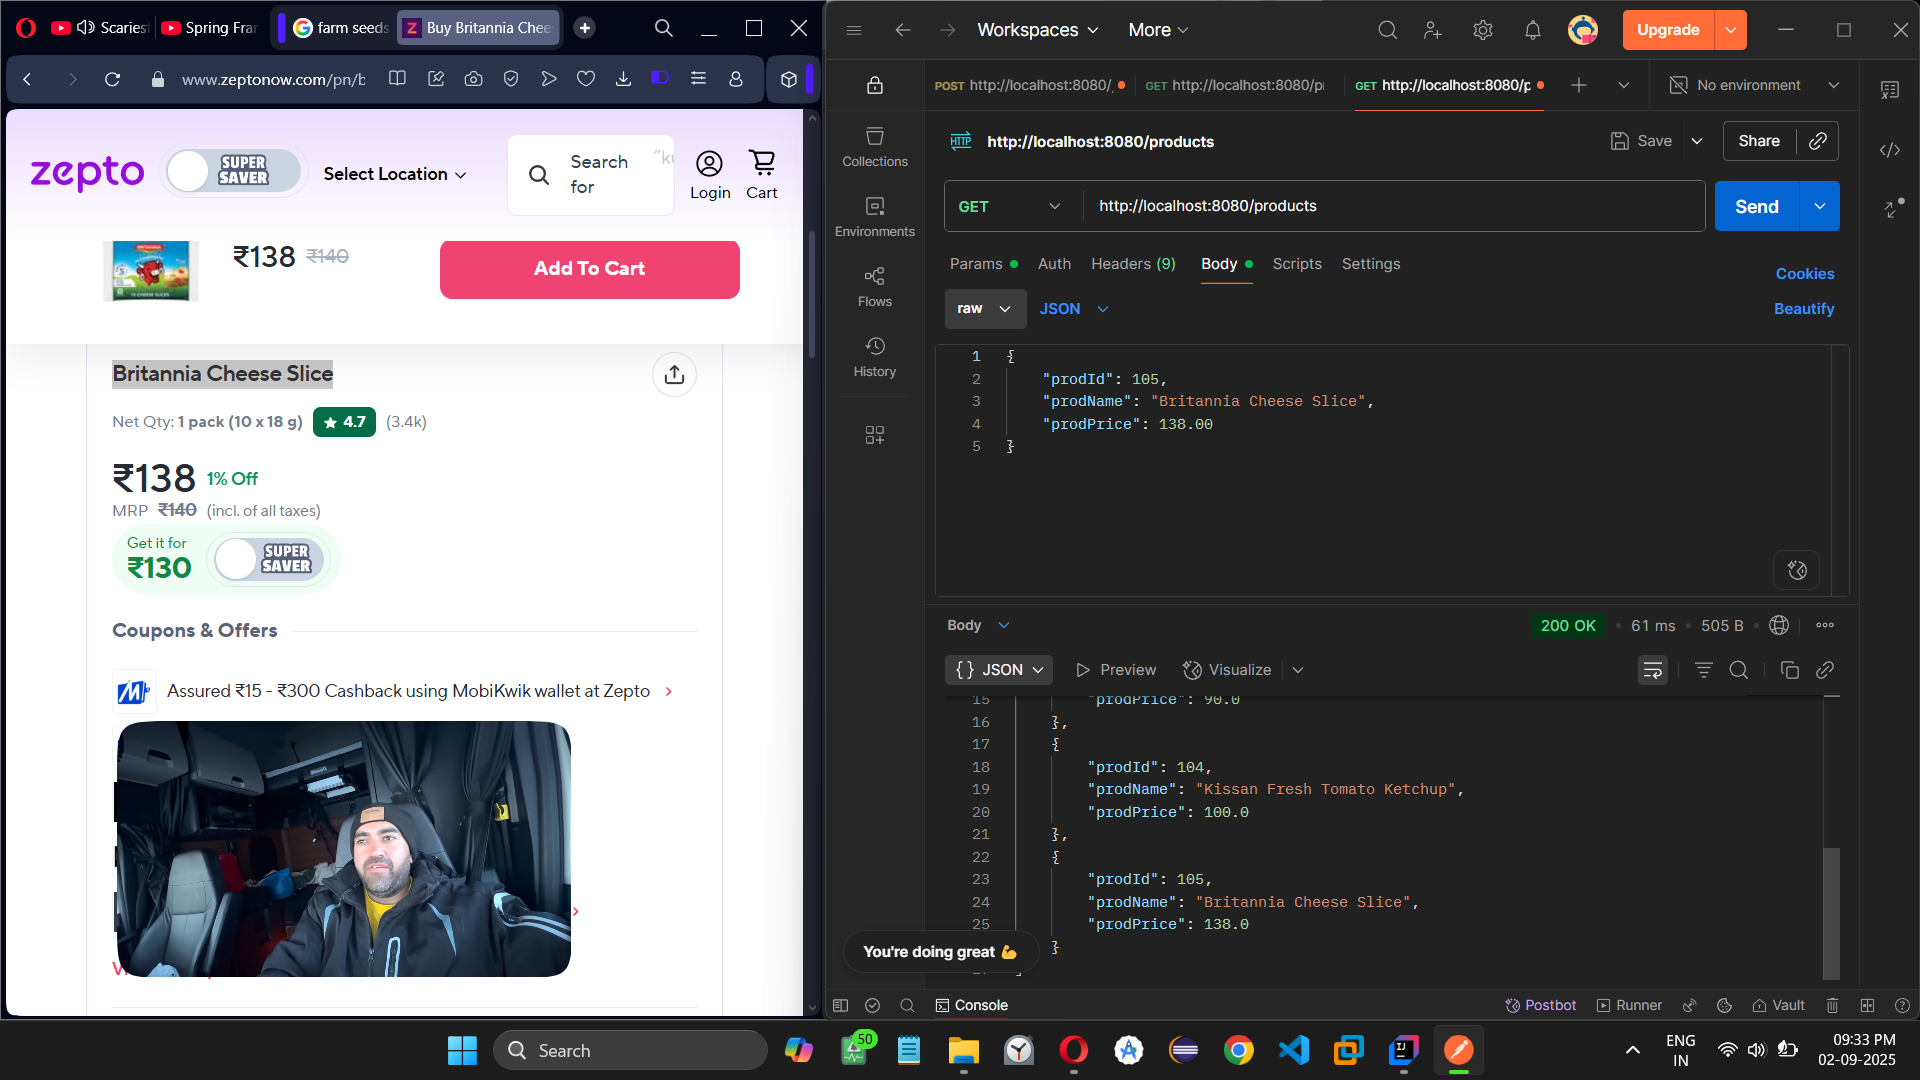 Scaries
Spring Fra
farm seeds
Buy Britannia Chee
www.zeptonow.com/pn/b
zepto
SUPER
SAVER
Select Location
Search
for
Login
Cart
₹138 ₹140
Add To Cart
Britannia Cheese Slice
Net Qty: 1 pack (10 x 18 g) 4.7 (3.4k)
₹138 1% Off
MRP ₹140 (incl. of all taxes)
Get it for
₹130
SUPER
SAVER
Coupons & Offers
Assured ₹15 - ₹300 Cashback using MobiKwik wallet at Zepto
Workspaces
More
Upgrade
POST http://localhost:8080/
GET http://localhost:8080/pr
GET http://localhost:8080/p
No environment
Collections
Environments
Flows
History
HTTP http://localhost:8080/products
Save
Share
GET
http://localhost:8080/products
Send
Params
Auth
Headers (9)
Body
Scripts
Settings
Cookies
raw
JSON
Beautify
1 {
2 "prodId": 105,
3 "prodName": "Britannia Cheese Slice",
4 "prodPrice": 138.00
5 }
Body
200 OK • 61 ms • 505 B
{} JSON
Preview
Visualize
15 "prodPrice": 90.0
16 },
17 {
18 "prodId": 104,
19 "prodName": "Kissan Fresh Tomato Ketchup",
20 "prodPrice": 100.0
21 },
22 {
23 "prodId": 105,
24 "prodName": "Britannia Cheese Slice",
25 "prodPrice": 138.0
}
You're doing great 💪
Console
Postbot
Runner
Vault
Search
50
ENG
IN
09:33 PM
02-09-2025